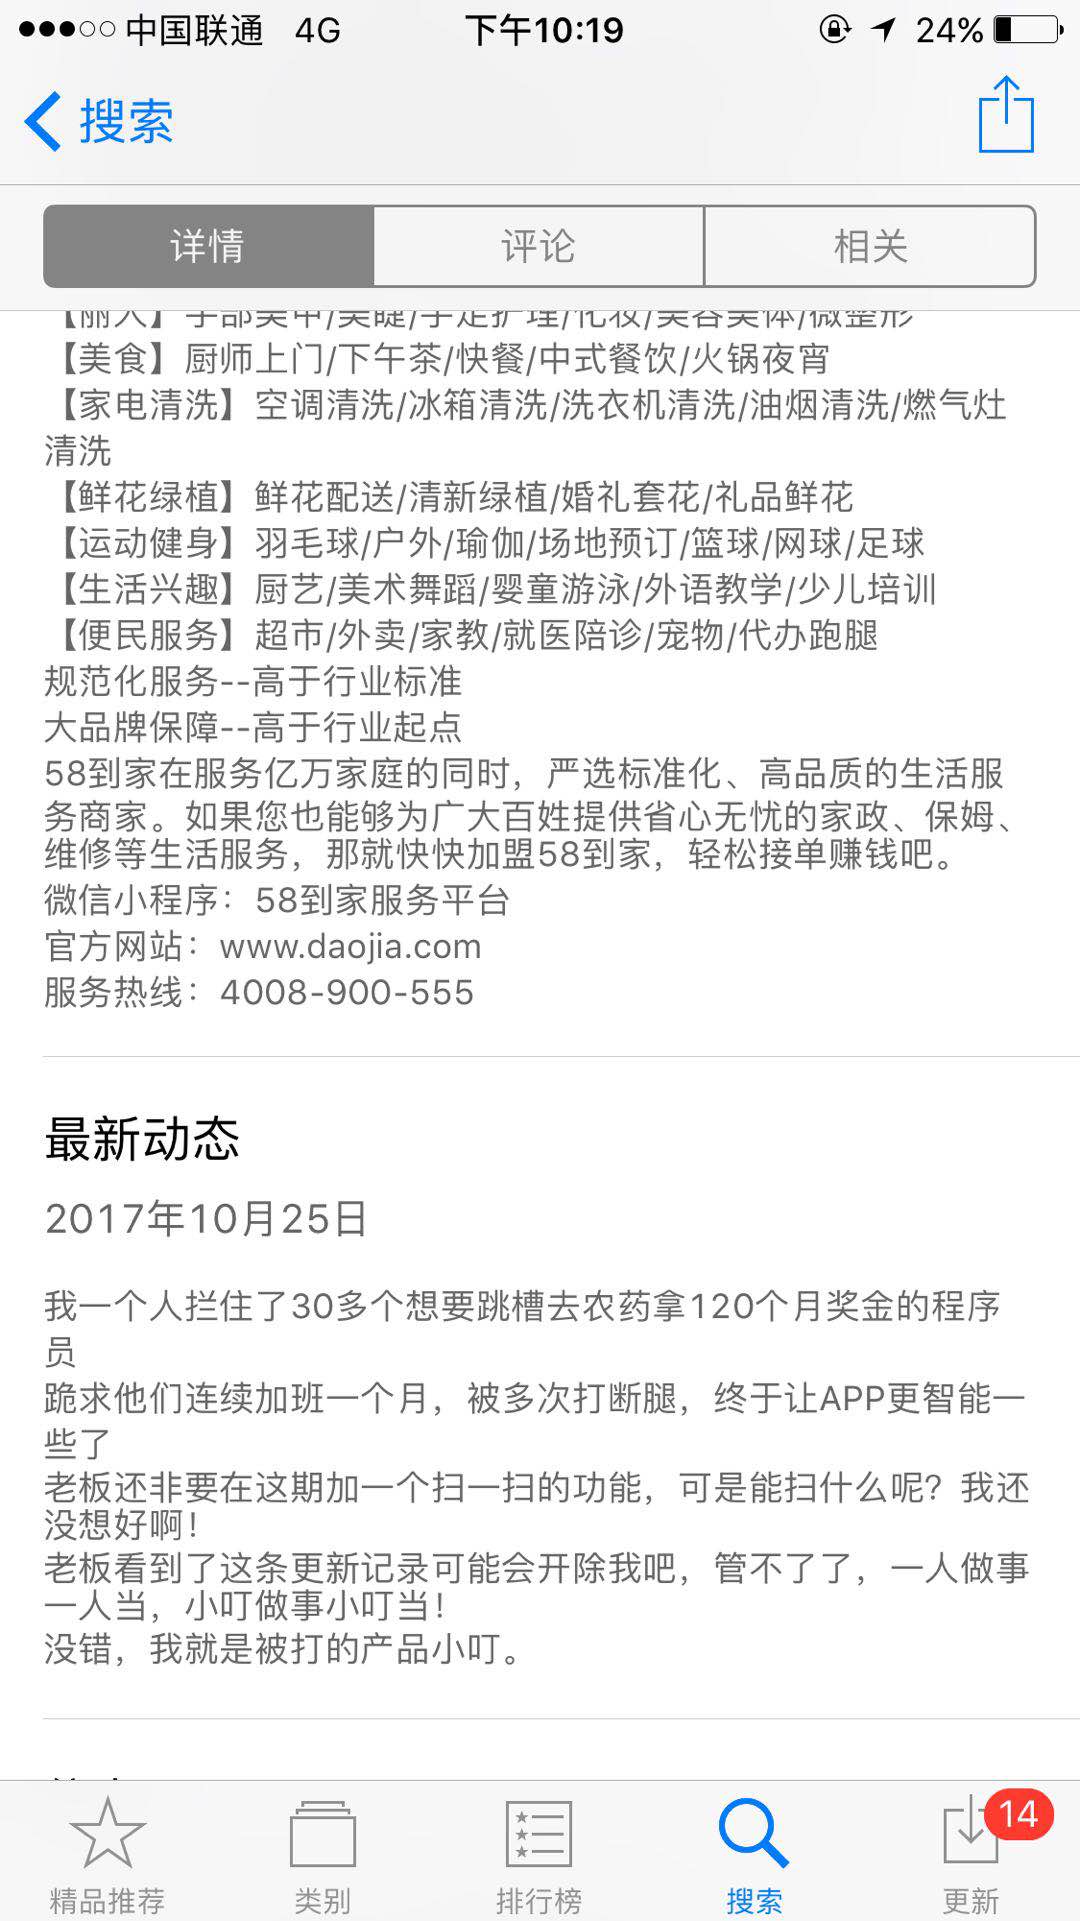 中国联通 4G 下午10:19 24%
搜索
详情 评论 相关
【丽人】手部美甲/美睫/手足护理/化妆/美容美体/微整形
【美食】厨师上门/下午茶/快餐/中式餐饮/火锅夜宵
【家电清洗】空调清洗/冰箱清洗/洗衣机清洗/油烟清洗/燃气灶
清洗
【鲜花绿植】鲜花配送/清新绿植/婚礼套花/礼品鲜花
【运动健身】羽毛球/户外/瑜伽/场地预订/篮球/网球/足球
【生活兴趣】厨艺/美术舞蹈/婴童游泳/外语教学/少儿培训
【便民服务】超市/外卖/家教/就医陪诊/宠物/代办跑腿
规范化服务--高于行业标准
大品牌保障--高于行业起点
58到家在服务亿万家庭的同时，严选标准化、高品质的生活服
务商家。如果您也能够为广大百姓提供省心无忧的家政、保姆、
维修等生活服务，那就快快加盟58到家，轻松接单赚钱吧。
微信小程序：58到家服务平台
官方网站：www.daojia.com
服务热线：4008-900-555
最新动态
2017年10月25日
我一个人拦住了30多个想要跳槽去农药拿120个月奖金的程序
员
跪求他们连续加班一个月，被多次打断腿，终于让APP更智能一
些了
老板还非要在这期加一个扫一扫的功能，可是能扫什么呢？我还
没想好啊！
老板看到了这条更新记录可能会开除我吧，管不了了，一人做事
一人当，小叮做事小叮当！
没错，我就是被打的产品小叮。
14
精品推荐 类别 排行榜 搜索 更新